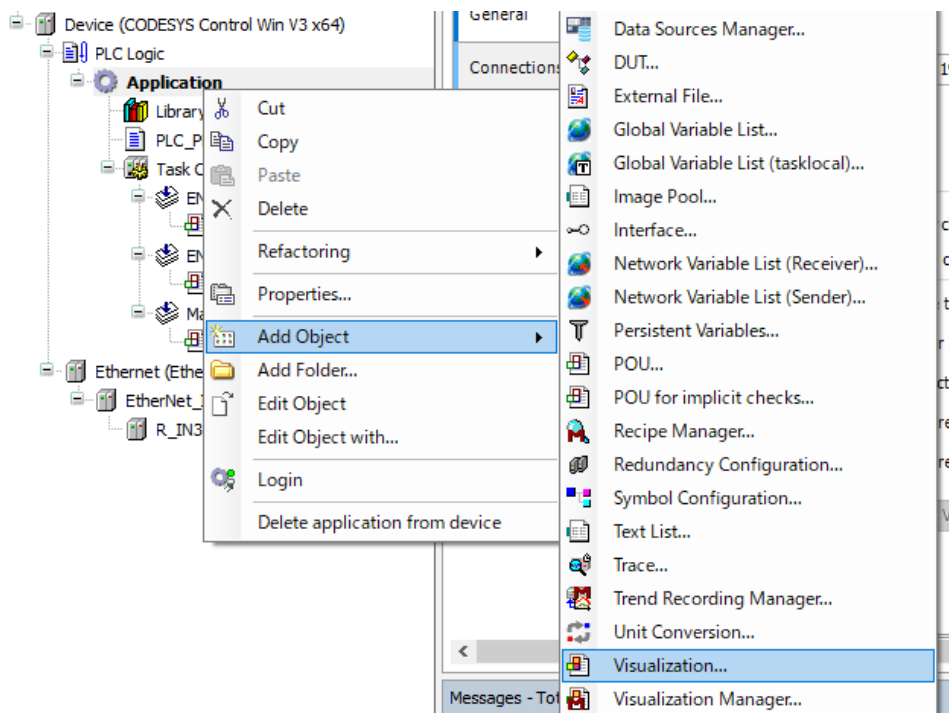 Device (CODESYS Control Win V3 x64)
PLC Logic
Application
Library
PLC_P
Task C
EN
EN
Ma
Ethernet (Ethe
EtherNet_
R_IN3
Cut
Copy
Paste
Delete
Refactoring
Properties...
Add Object
Add Folder...
Edit Object
Edit Object with...
Login
Delete application from device
General
Connections
Messages - Tot
Data Sources Manager...
DUT...
External File...
Global Variable List...
Global Variable List (tasklocal)...
Image Pool...
Interface...
Network Variable List (Receiver)...
Network Variable List (Sender)...
Persistent Variables...
POU...
POU for implicit checks...
Recipe Manager...
Redundancy Configuration...
Symbol Configuration...
Text List...
Trace...
Trend Recording Manager...
Unit Conversion...
Visualization...
Visualization Manager...